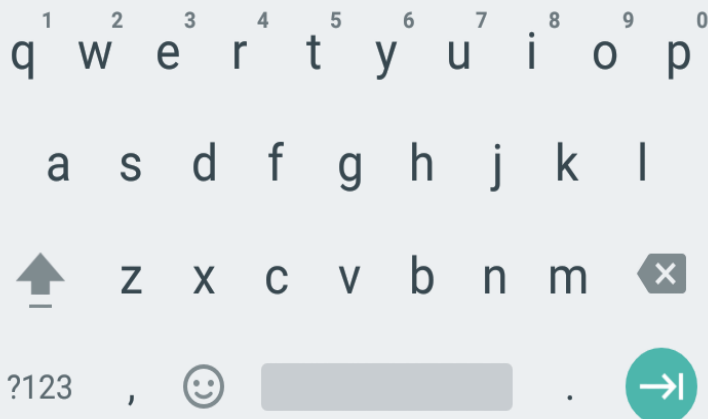 1 2 3 4 5 6 7 8 9 0
q w e r t y u i o p
a s d f g h j k l
z x c v b n m
?123 , .